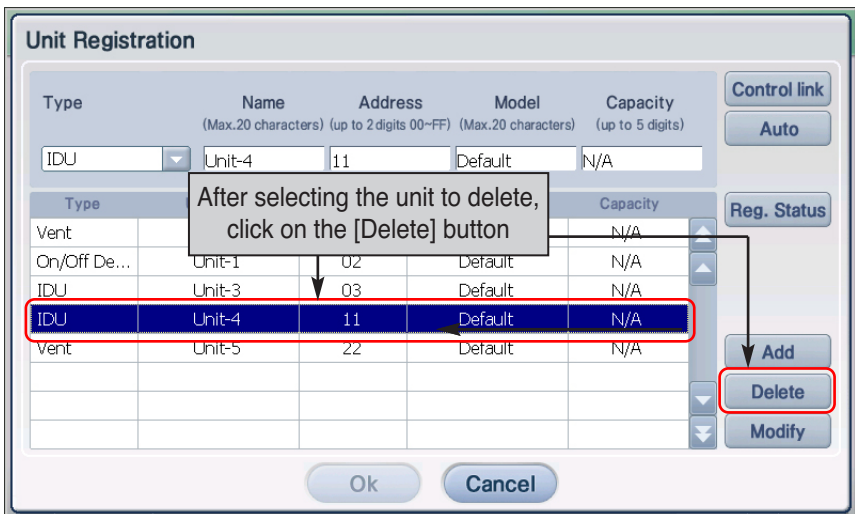 Unit Registration
Type Name Address Model Capacity
(Max.20 characters) (up to 2 digits 00~FF) (Max.20 characters) (up to 5 digits)
IDU Unit-4 11 Default N/A
Control link
Auto
After selecting the unit to delete,
click on the [Delete] button
Type Capacity
Reg. Status
Vent N/A
On/Off De... Unit-1 02 Default N/A
IDU Unit-3 03 Default N/A
IDU Unit-4 11 Default N/A
Vent Unit-5 22 Default N/A
Add
Delete
Modify
Ok Cancel